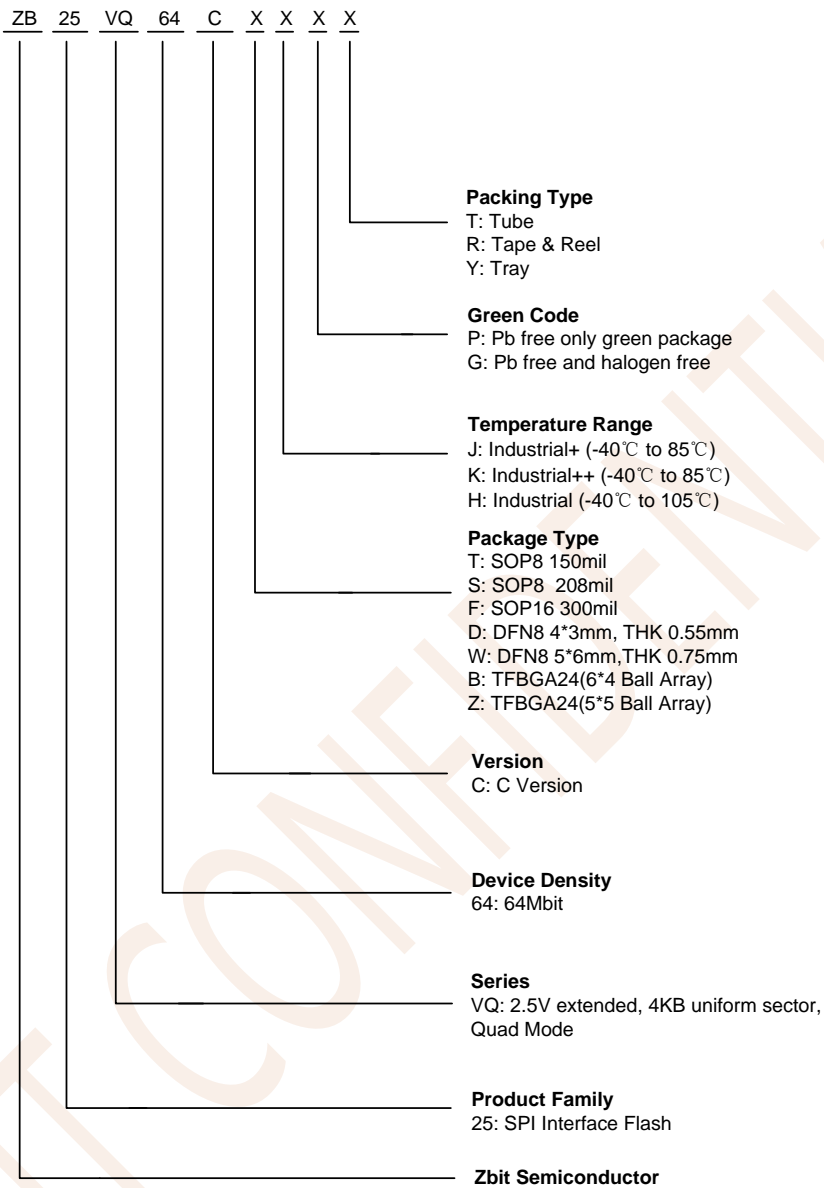 ZB 25 VQ 64 C X X X X
Packing Type
T: Tube
R: Tape & Reel
Y: Tray
Green Code
P: Pb free only green package
G: Pb free and halogen free
Temperature Range
J: Industrial+ (-40℃ to 85℃)
K: Industrial++ (-40℃ to 85℃)
H: Industrial (-40℃ to 105℃)
Package Type
T: SOP8 150mil
S: SOP8 208mil
F: SOP16 300mil
D: DFN8 4*3mm, THK 0.55mm
W: DFN8 5*6mm,THK 0.75mm
B: TFBGA24(6*4 Ball Array)
Z: TFBGA24(5*5 Ball Array)
Version
C: C Version
Device Density
64: 64Mbit
Series
VQ: 2.5V extended, 4KB uniform sector,
Quad Mode
Product Family
25: SPI Interface Flash
Zbit Semiconductor